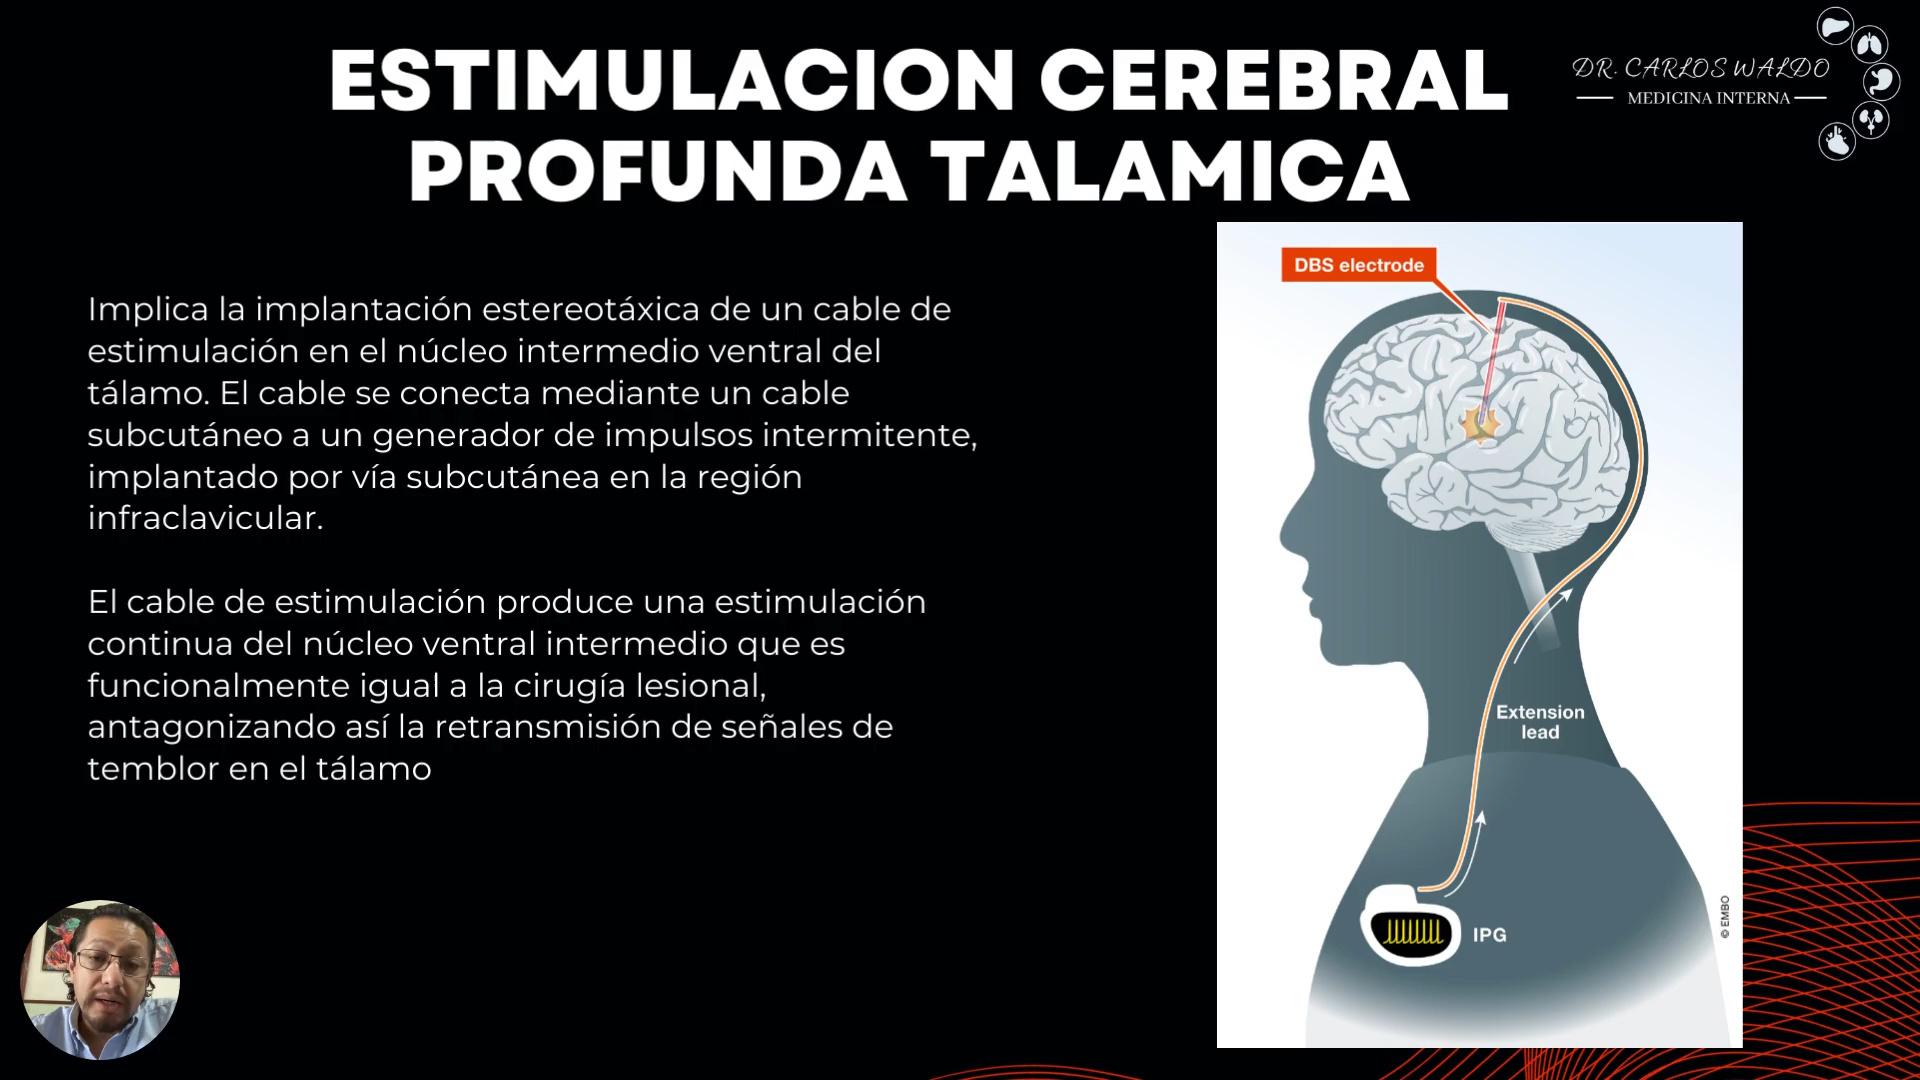 ESTIMULACION CEREBRAL
PROFUNDA TALAMICA
DR. CARLOS WALDO
MEDICINA INTERNA
Implica la implantación estereotáxica de un cable de
estimulación en el núcleo intermedio ventral del
tálamo. El cable se conecta mediante un cable
subcutáneo a un generador de impulsos intermitente,
implantado por vía subcutánea en la región
infraclavicular.
El cable de estimulación produce una estimulación
continua del núcleo ventral intermedio que es
funcionalmente igual a la cirugía lesional,
antagonizando así la retransmisión de señales de
temblor en el tálamo
DBS electrode
Extension
lead
IPG
© EMBO